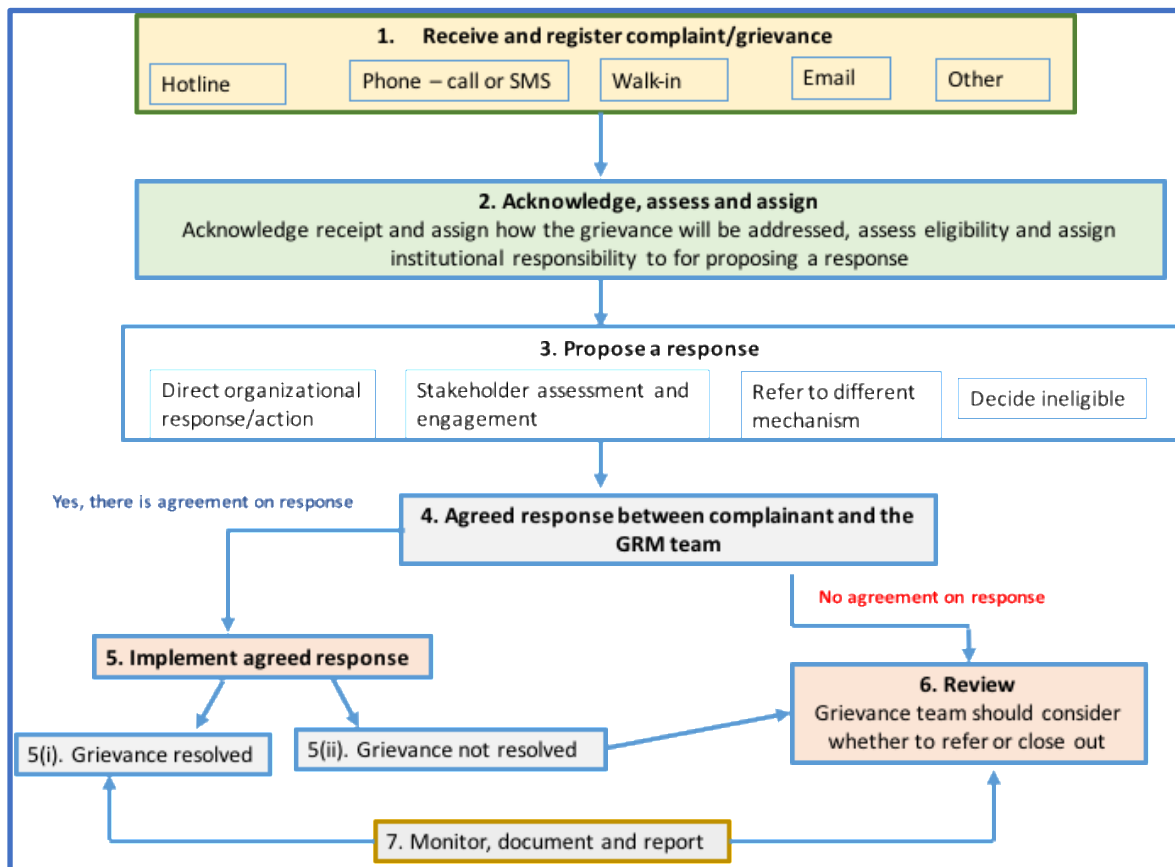 1. Receive and register complaint/grievance
Hotline
Phone – call or SMS
Walk-in
Email
Other
2. Acknowledge, assess and assign
Acknowledge receipt and assign how the grievance will be addressed, assess eligibility and assign
institutional responsibility to for proposing a response
3. Propose a response
Direct organizational
response/action
Stakeholder assessment and
engagement
Refer to different
mechanism
Decide ineligible
Yes, there is agreement on response
4. Agreed response between complainant and the
GRM team
No agreement on response
5. Implement agreed response
6. Review
Grievance team should consider
whether to refer or close out
5(i). Grievance resolved
5(ii). Grievance not resolved
7. Monitor, document and report